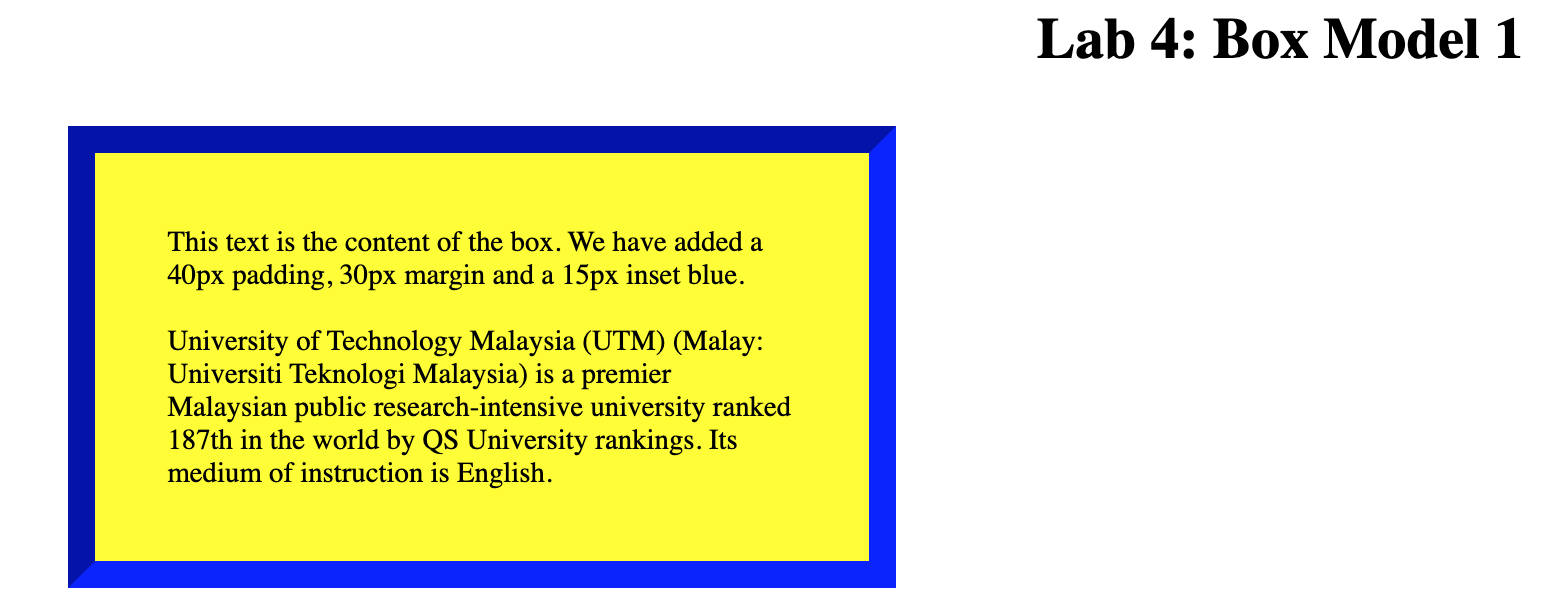 Lab 4: Box Model 1
This text is the content of the box. We have added a
40px padding, 30px margin and a 15px inset blue.
University of Technology Malaysia (UTM) (Malay:
Universiti Teknologi Malaysia) is a premier
Malaysian public research-intensive university ranked
187th in the world by QS University rankings. Its
medium of instruction is English.